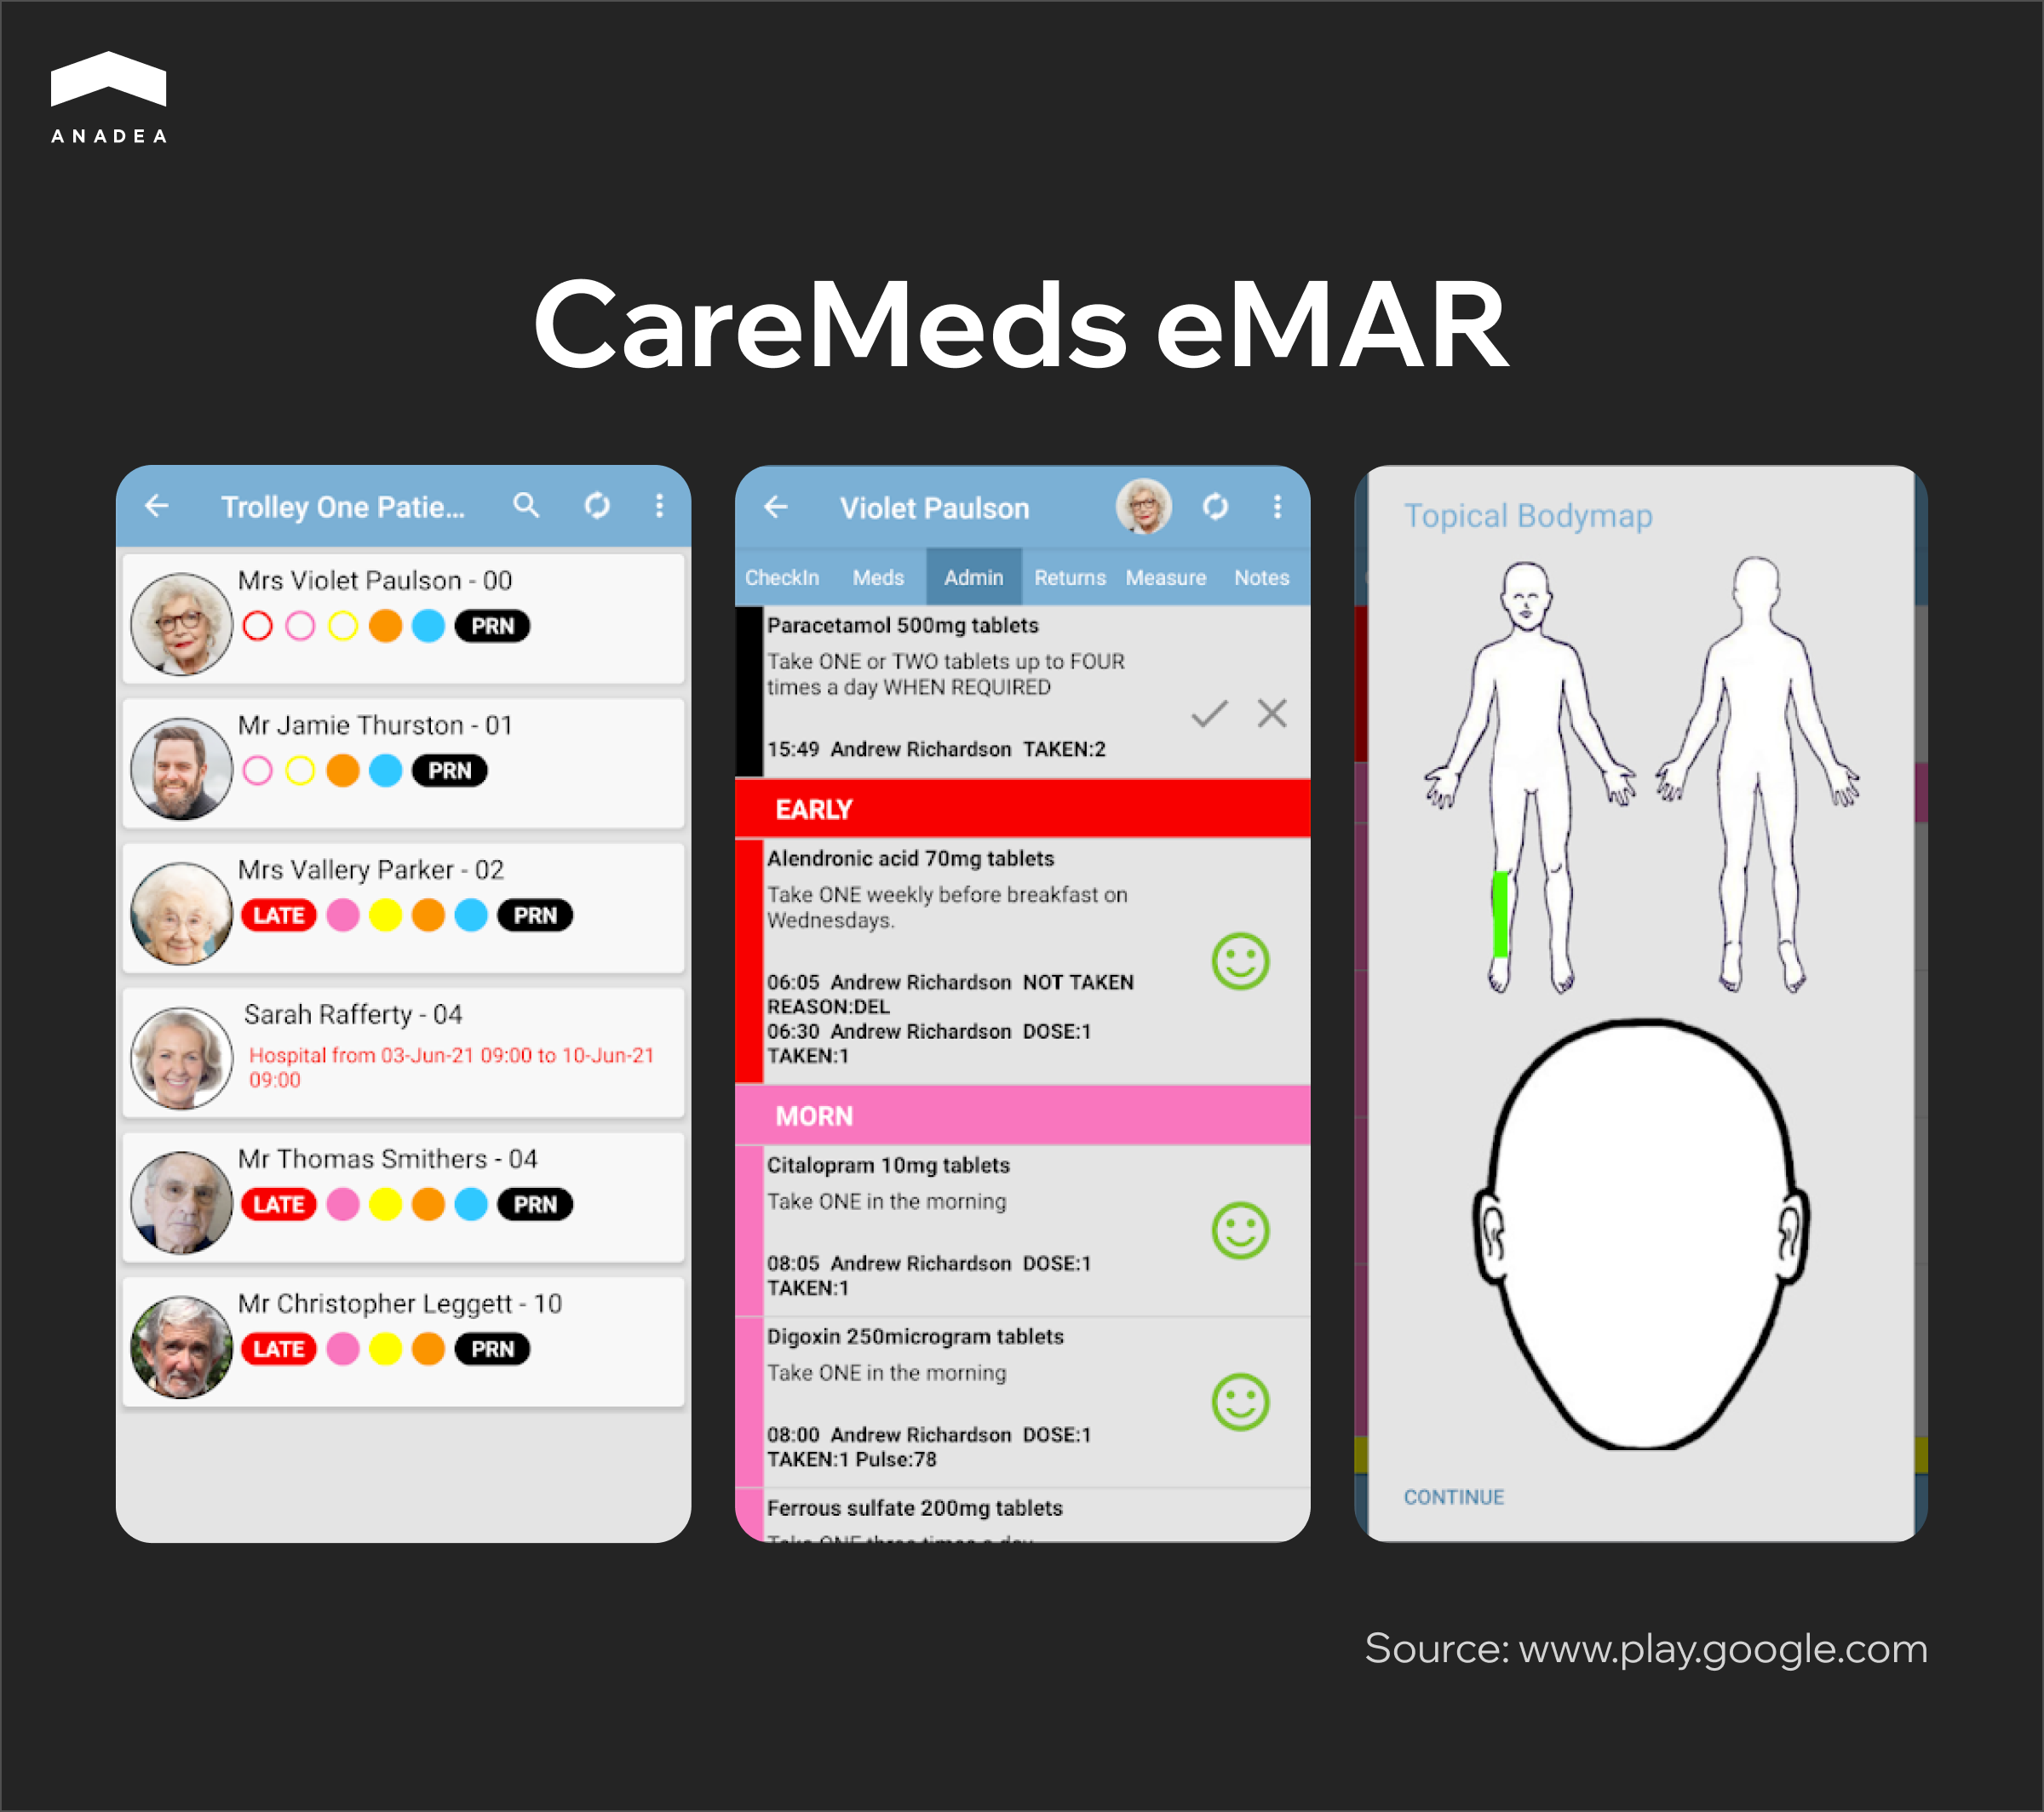 ANADEA
CareMeds eMAR
Trolley One Patie...
Mrs Violet Paulson - 00
PRN
Mr Jamie Thurston - 01
PRN
Mrs Vallery Parker - 02
LATE PRN
Sarah Rafferty - 04
Hospital from 03-Jun-21 09:00 to 10-Jun-21
09:00
Mr Thomas Smithers - 04
LATE PRN
Mr Christopher Leggett - 10
LATE PRN
Violet Paulson
CheckIn Meds Admin Returns Measure Notes
Paracetamol 500mg tablets
Take ONE or TWO tablets up to FOUR
times a day WHEN REQUIRED
15:49 Andrew Richardson TAKEN:2
EARLY
Alendronic acid 70mg tablets
Take ONE weekly before breakfast on
Wednesdays.
06:05 Andrew Richardson NOT TAKEN
REASON:DEL
06:30 Andrew Richardson DOSE:1
TAKEN:1
MORN
Citalopram 10mg tablets
Take ONE in the morning
08:05 Andrew Richardson DOSE:1
TAKEN:1
Digoxin 250microgram tablets
Take ONE in the morning
08:00 Andrew Richardson DOSE:1
TAKEN:1 Pulse:78
Ferrous sulfate 200mg tablets
Take ONE three times a day
Topical Bodymap
CONTINUE
Source: www.play.google.com